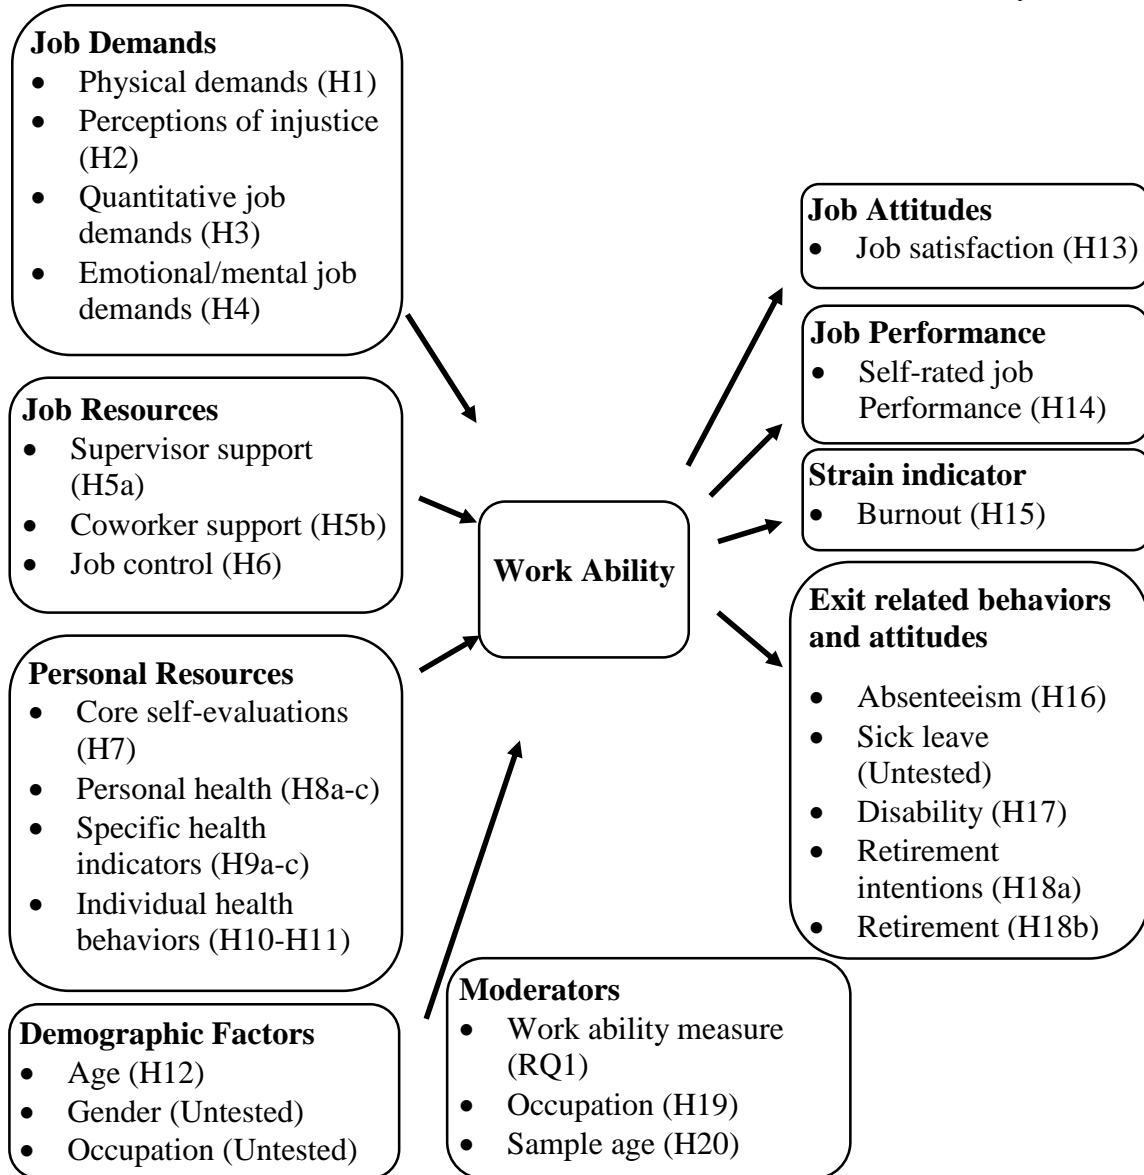 Job Demands
• Physical demands (H1)
• Perceptions of injustice
(H2)
• Quantitative job
demands (H3)
• Emotional/mental job
demands (H4)
Job Resources
• Supervisor support
(H5a)
• Coworker support (H5b)
• Job control (H6)
Personal Resources
• Core self-evaluations
(H7)
• Personal health (H8a-c)
• Specific health
indicators (H9a-c)
• Individual health
behaviors (H10-H11)
Demographic Factors
• Age (H12)
• Gender (Untested)
• Occupation (Untested)
Work Ability
Moderators
• Work ability measure
(RQ1)
• Occupation (H19)
• Sample age (H20)
Job Attitudes
• Job satisfaction (H13)
Job Performance
• Self-rated job
Performance (H14)
Strain indicator
• Burnout (H15)
Exit related behaviors
and attitudes
• Absenteeism (H16)
• Sick leave
(Untested)
• Disability (H17)
• Retirement
intentions (H18a)
• Retirement (H18b)